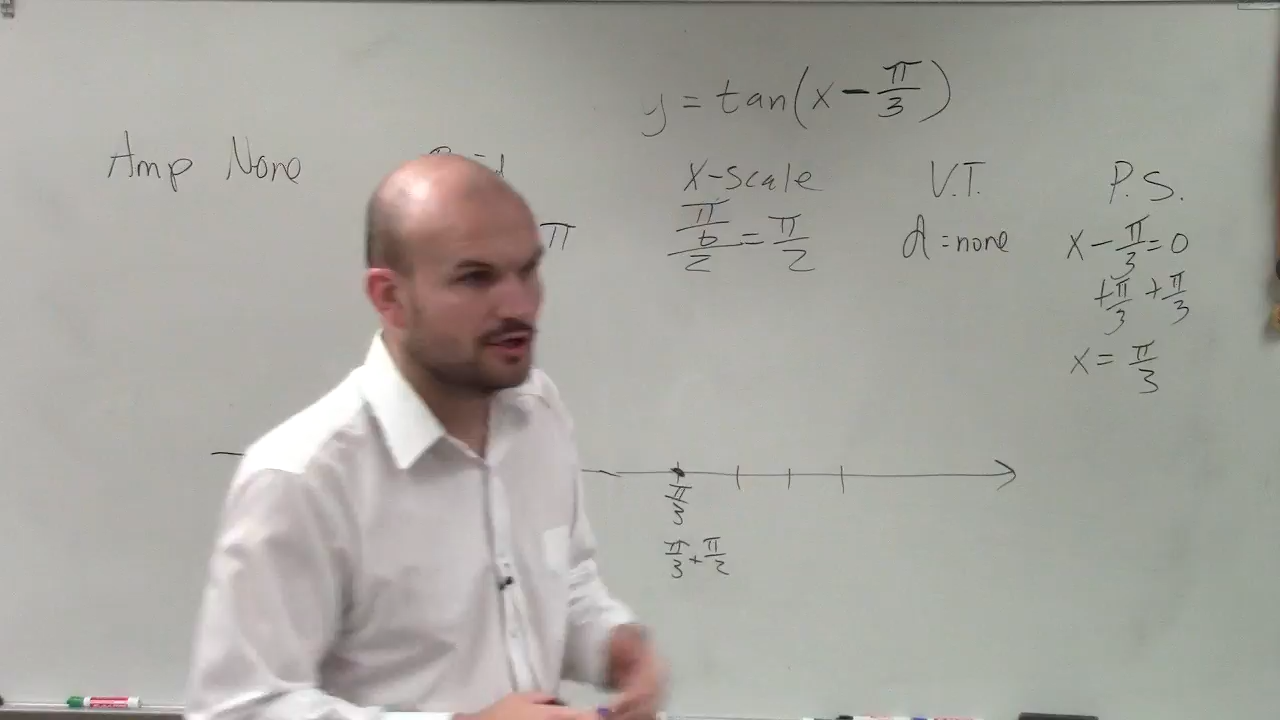 y = tan(x − π/3)
Amp None
π
x-scale
(π/b)/2 = π/2
V.T.
d = none
P.S.
x − π/3 = 0
+π/3 +π/3
x = π/3
π/3
π/3 + π/2